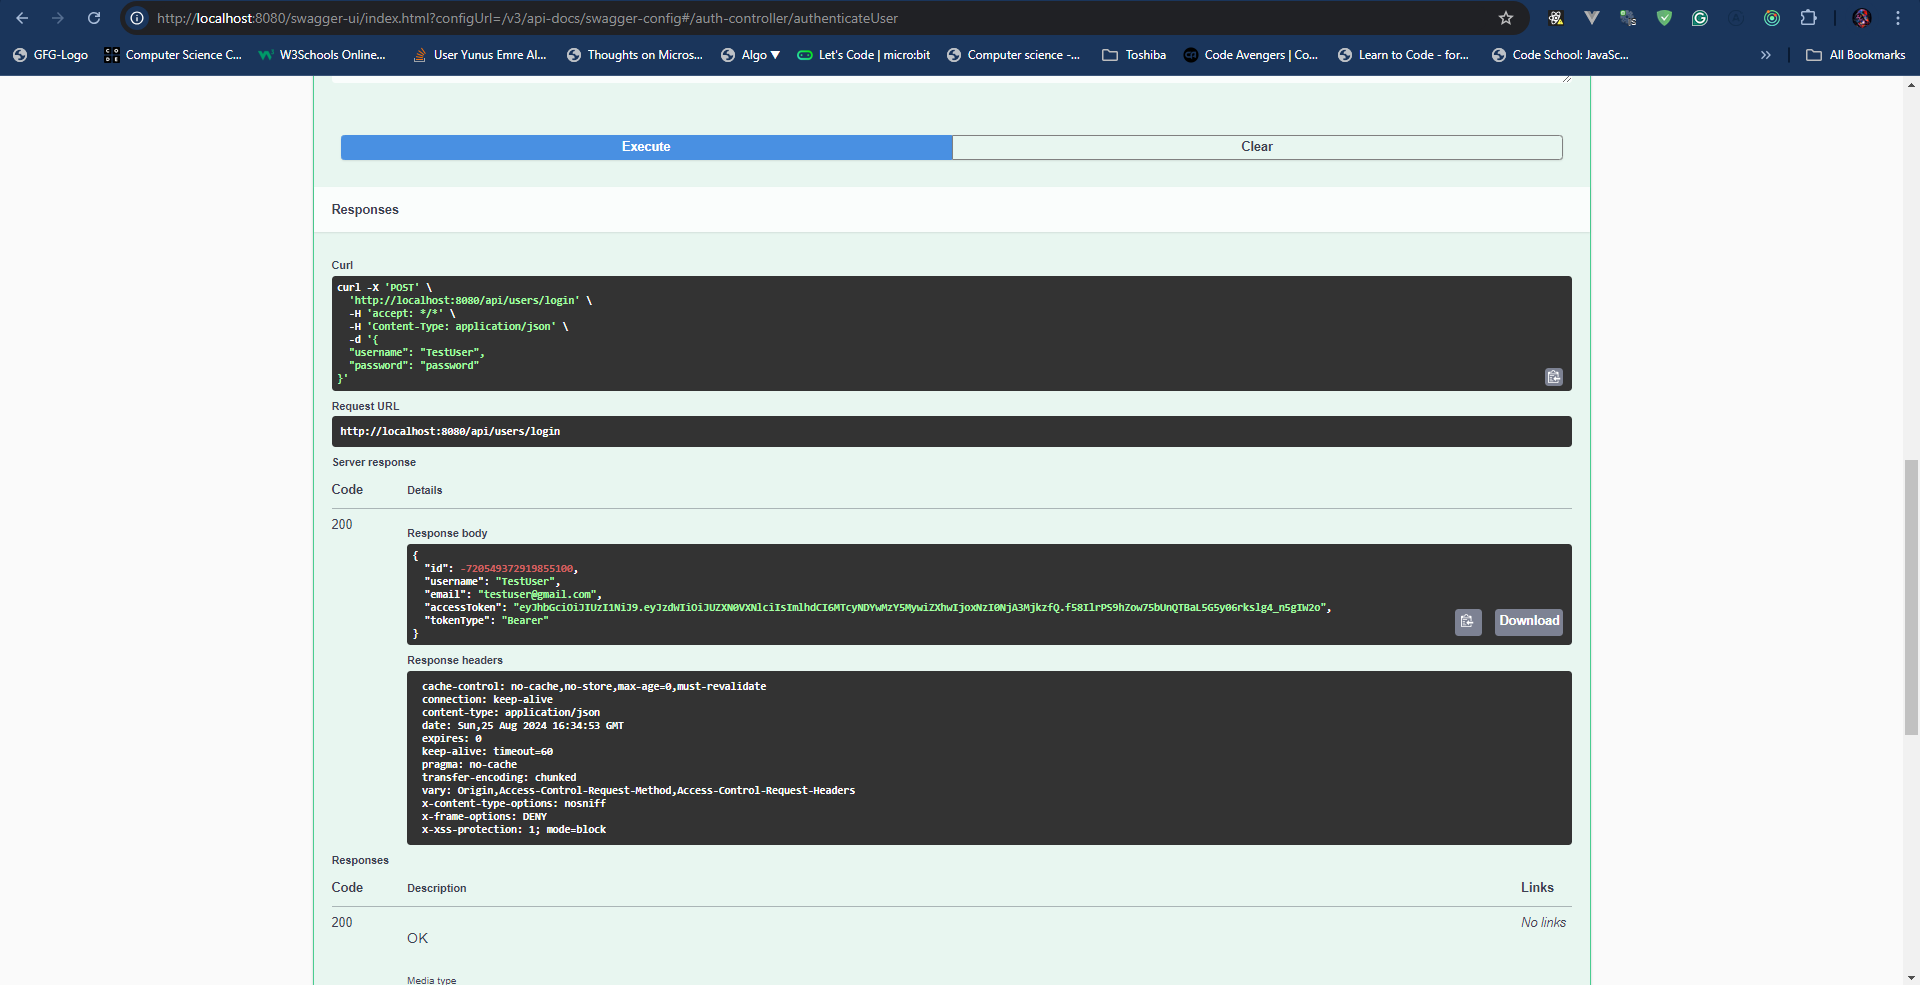 http://localhost:8080/swagger-ui/index.html?configUrl=/v3/api-docs/swagger-config#/auth-controller/authenticateUser
GFG-Logo
CODE
Computer Science C...
W3Schools Online...
User Yunus Emre Al...
Thoughts on Micros...
Algo ▼
Let's Code | micro:bit
Computer science -...
Toshiba
Code Avengers | Co...
Learn to Code - for...
Code School: JavaSc...
»
All Bookmarks
Execute
Clear
Responses
Curl
curl -X 'POST' \
'http://localhost:8080/api/users/login' \
-H 'accept: */*' \
-H 'Content-Type: application/json' \
-d '{
"username": "TestUser",
"password": "password"
}'
Request URL
http://localhost:8080/api/users/login
Server response
Code
Details
200
Response body
{
"id": -720549372919855100,
"username": "TestUser",
"email": "testuser@gmail.com",
"accessToken": "eyJhbGciOiJIUzI1NiJ9.eyJzdWIiOiJUZXN0VXNlciIsImlhdCI6MTcyNDYwMzY5MywiZXhwIjoxNzI0NjA3MjkzfQ.f58IlrPS9hZow75bUnQTBaL5G5y06rkslg4_n5gIW2o",
"tokenType": "Bearer"
}
Download
Response headers
cache-control: no-cache,no-store,max-age=0,must-revalidate
connection: keep-alive
content-type: application/json
date: Sun,25 Aug 2024 16:34:53 GMT
expires: 0
keep-alive: timeout=60
pragma: no-cache
transfer-encoding: chunked
vary: Origin,Access-Control-Request-Method,Access-Control-Request-Headers
x-content-type-options: nosniff
x-frame-options: DENY
x-xss-protection: 1; mode=block
Responses
Code
Description
Links
200
OK
No links
Media type